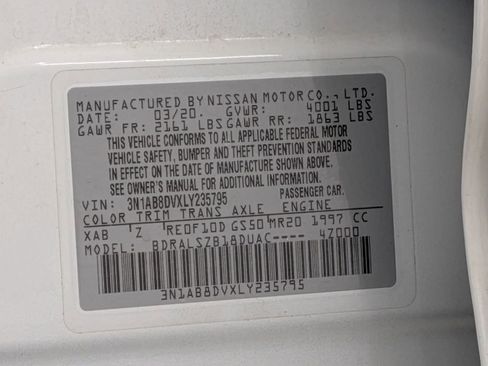 MANUFACTURED BY NISSAN MOTOR CO., LTD.
DATE: 03/20. GVWR: 4001 LBS
GAWR FR: 2161 LBS GAWR RR: 1863 LBS
THIS VEHICLE CONFORMS TO ALL APPLICABLE FEDERAL MOTOR
VEHICLE SAFETY, BUMPER AND THEFT PREVENTION STANDARDS
IN EFFECT ON THE DATE OF MANUFACTURE SHOWN ABOVE.
SEE OWNER'S MANUAL FOR ADDITIONAL INFORMATION
VIN: 3N1AB8DVXLY235795 PASSENGER CAR.
COLOR TRIM TRANS AXLE ENGINE
XAB Z RE0F10D GS50 MR20 1997 CC
MODEL: BDRALSZB18DUAC---- 4Z000
3N1AB8DVXLY235795